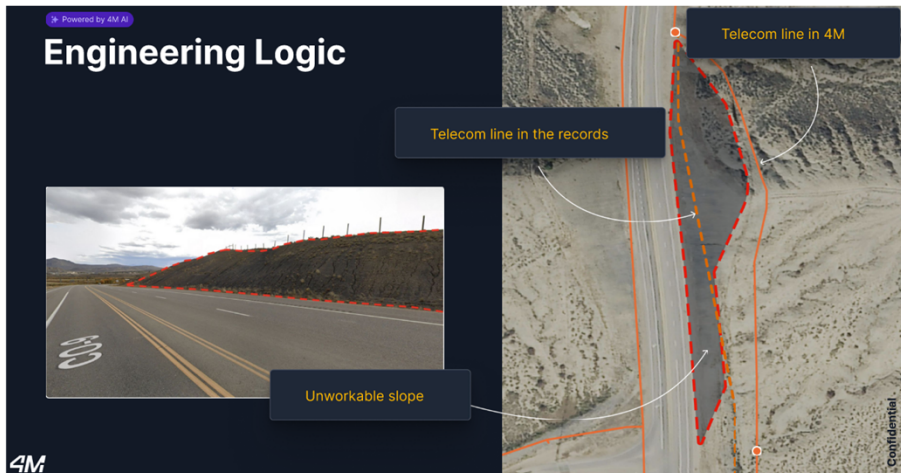 Powered by 4M AI
Engineering Logic
Telecom line in 4M
Telecom line in the records
Unworkable slope
4M
Confidential